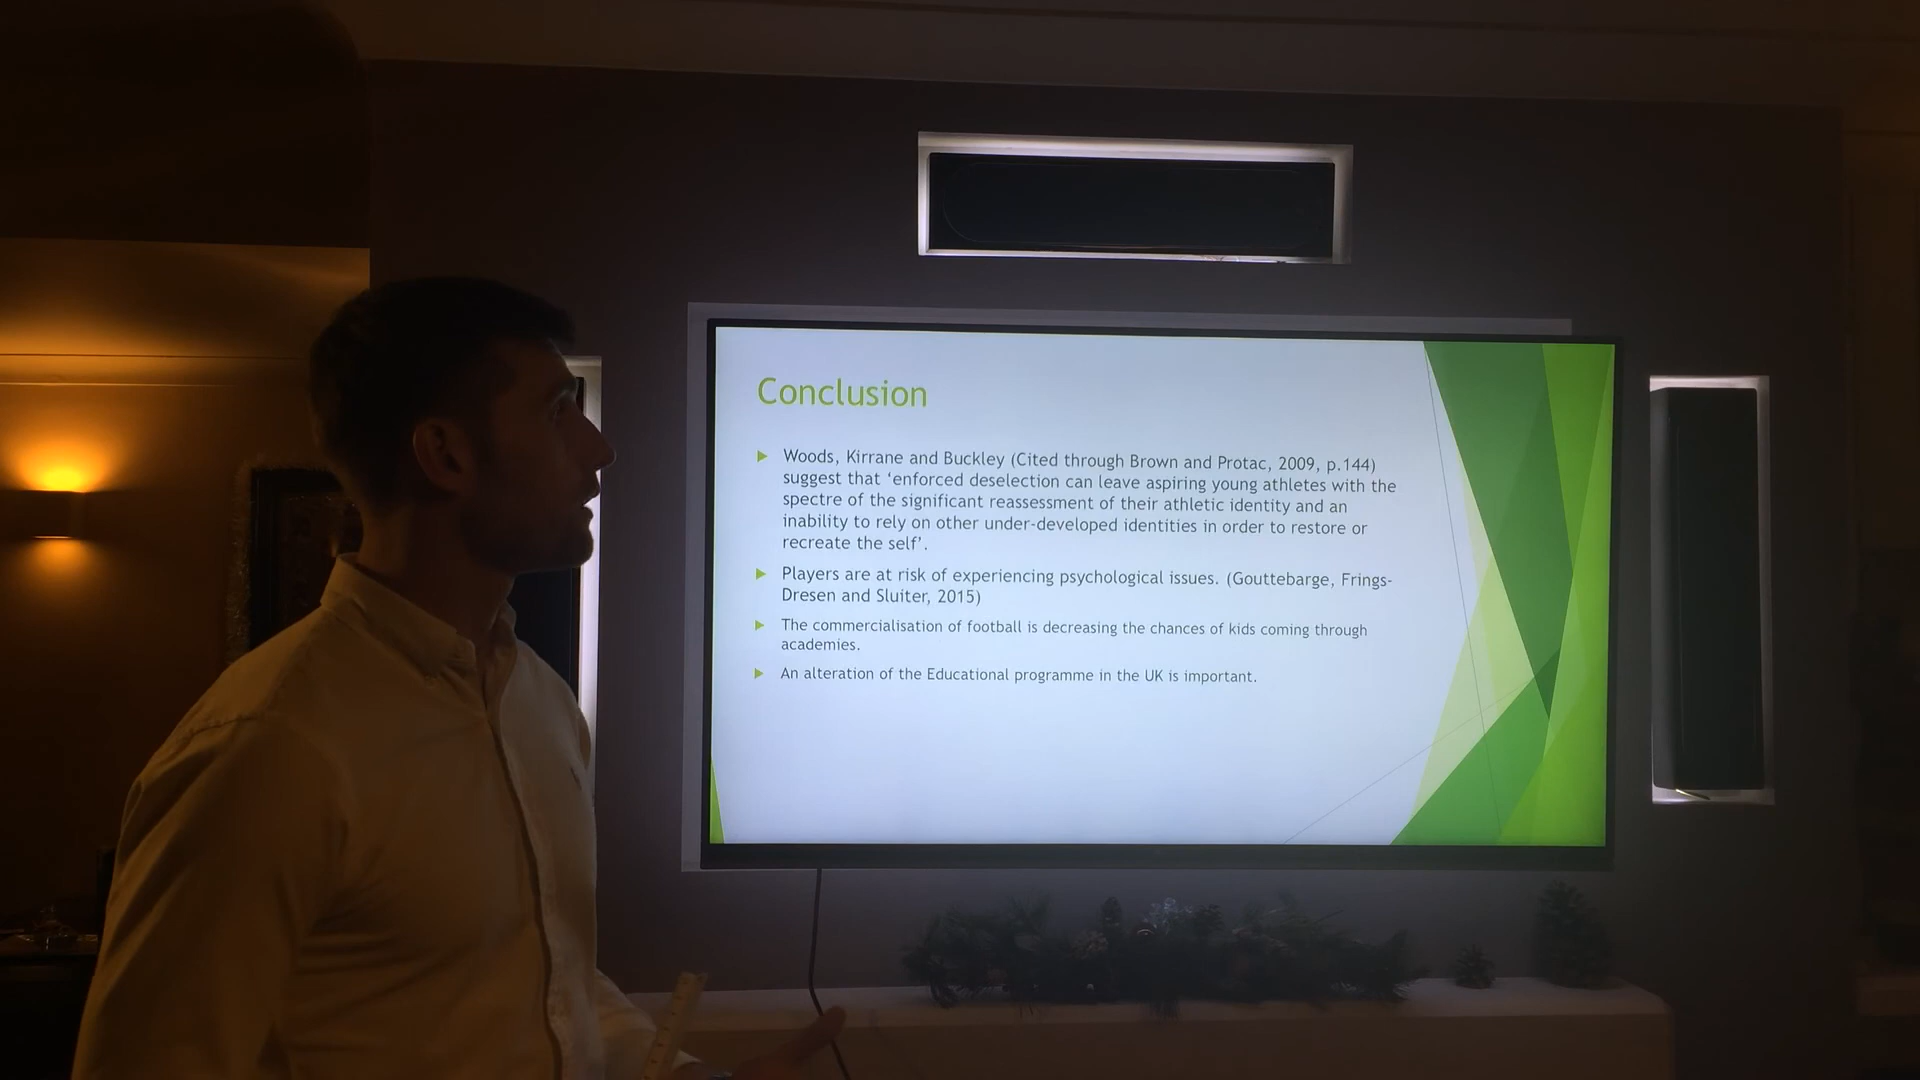 Conclusion
Woods, Kirrane and Buckley (Cited through Brown and Protac, 2009, p.144)
suggest that ‘enforced deselection can leave aspiring young athletes with the
spectre of the significant reassessment of their athletic identity and an
inability to rely on other under-developed identities in order to restore or
recreate the self’.
Players are at risk of experiencing psychological issues. (Gouttebarge, Frings-
Dresen and Sluiter, 2015)
The commercialisation of football is decreasing the chances of kids coming through
academies.
An alteration of the Educational programme in the UK is important.